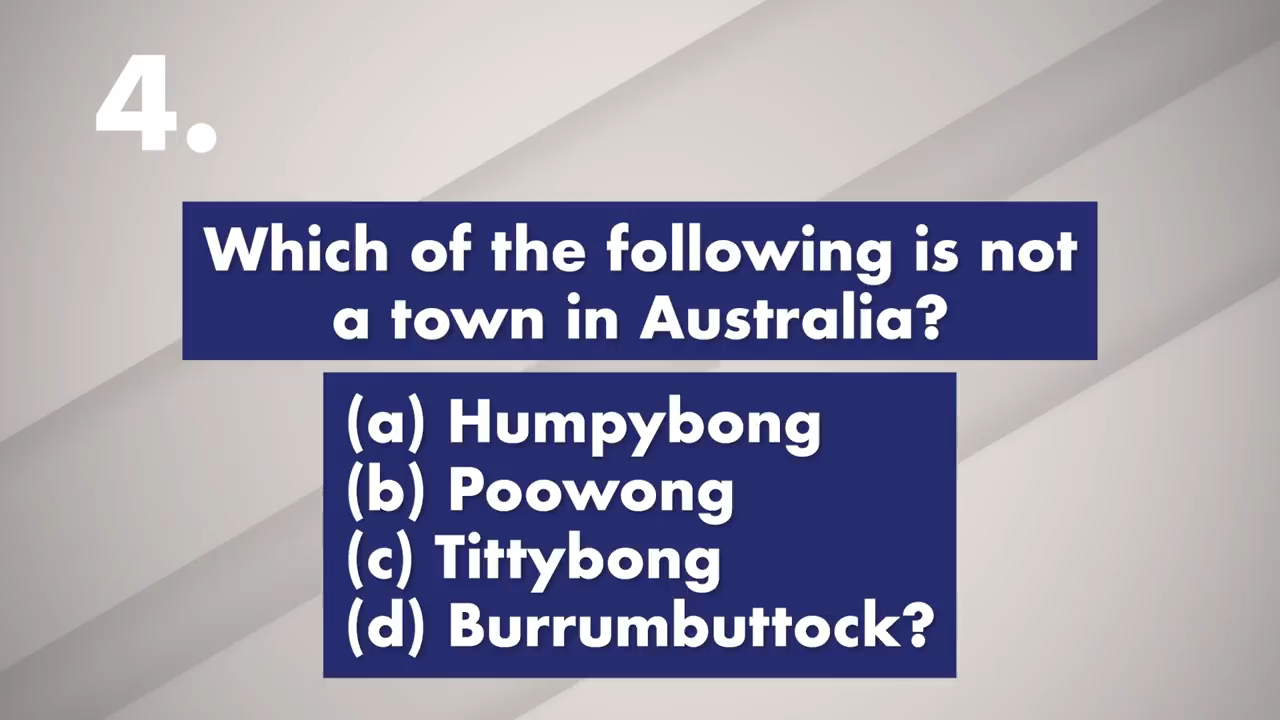 4.
Which of the following is not
a town in Australia?
(a) Humpybong
(b) Poowong
(c) Tittybong
(d) Burrumbuttock?